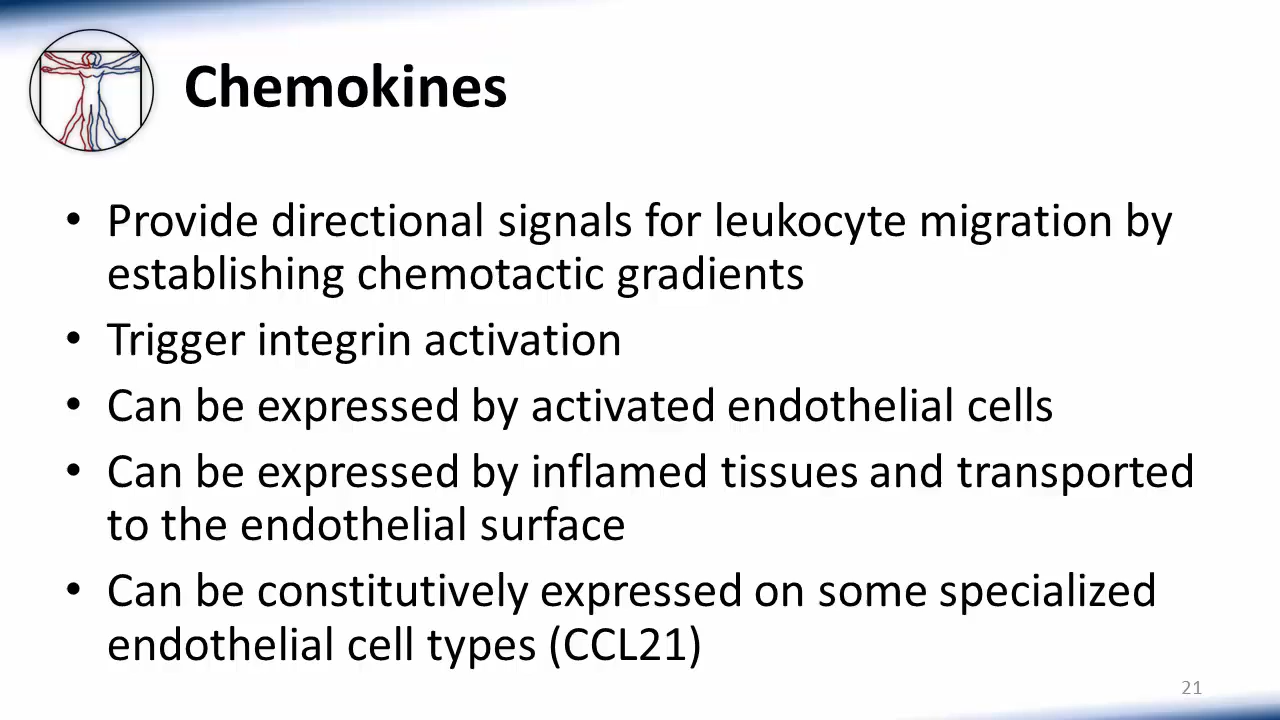 Chemokines
• Provide directional signals for leukocyte migration by
establishing chemotactic gradients
• Trigger integrin activation
• Can be expressed by activated endothelial cells
• Can be expressed by inflamed tissues and transported
to the endothelial surface
• Can be constitutively expressed on some specialized
endothelial cell types (CCL21)
21